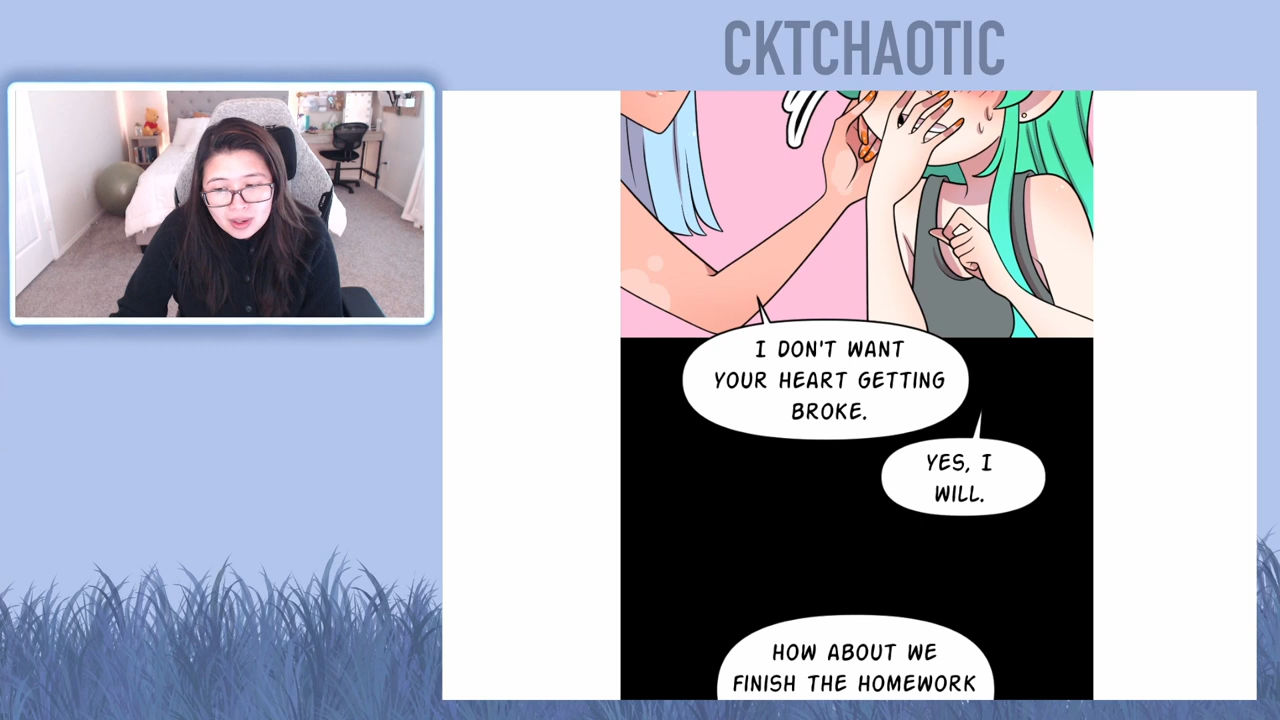 CKTCHAOTIC
I DON'T WANT
YOUR HEART GETTING
BROKE.
YES, I
WILL.
HOW ABOUT WE
FINISH THE HOMEWORK